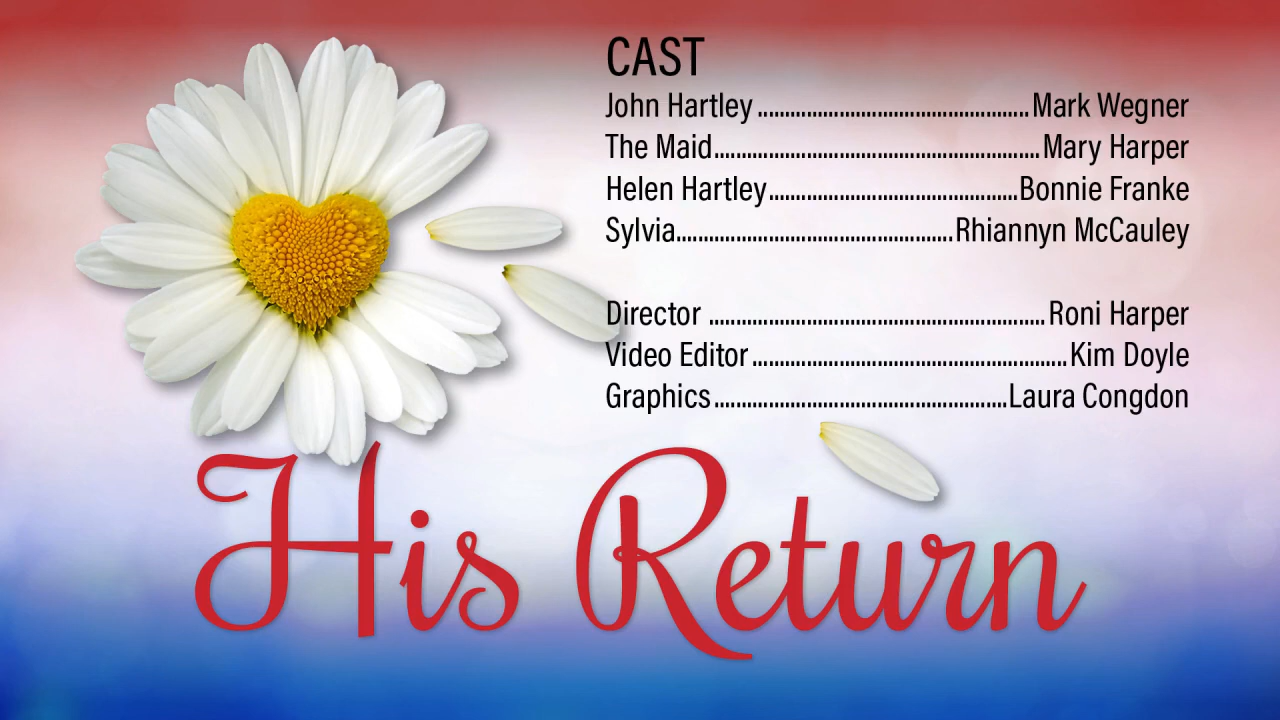 CAST
John Hartley ........................................................... Mark Wegner
The Maid....................................................................... Mary Harper
Helen Hartley...................................................... Bonnie Franke
Sylvia............................................................ Rhiannyn McCauley
Director ......................................................................... Roni Harper
Video Editor .................................................................... Kim Doyle
Graphics ............................................................... Laura Congdon
His Return